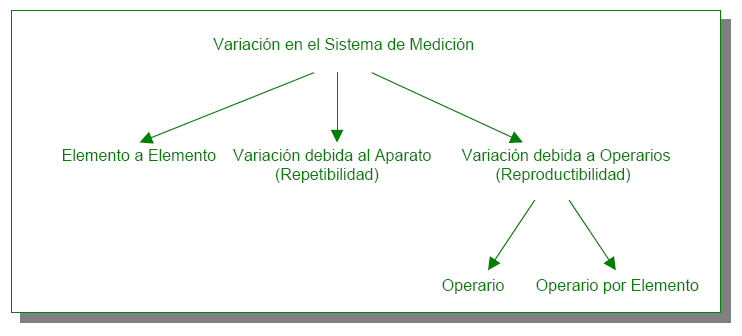 Variación en el Sistema de Medición
Elemento a Elemento
Variación debida al Aparato
(Repetibilidad)
Variación debida a Operarios
(Reproductibilidad)
Operario
Operario por Elemento